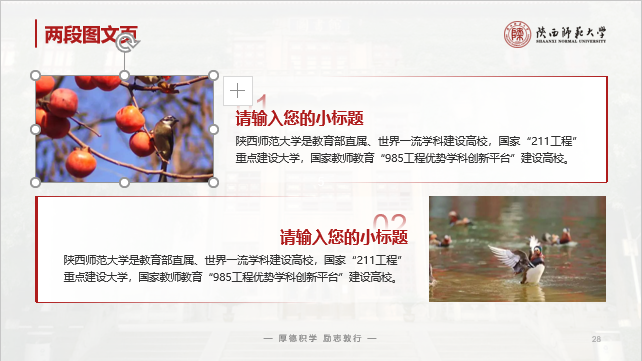 两段图文页
陕西师范大学
SHAANXI NORMAL UNIVERSITY
请输入您的小标题
陕西师范大学是教育部直属、世界一流学科建设高校，国家“211工程”
重点建设大学，国家教师教育“985工程优势学科创新平台”建设高校。
02
请输入您的小标题
陕西师范大学是教育部直属、世界一流学科建设高校，国家“211工程”
重点建设大学，国家教师教育“985工程优势学科创新平台”建设高校。
— 厚德积学 励志敦行 —
28